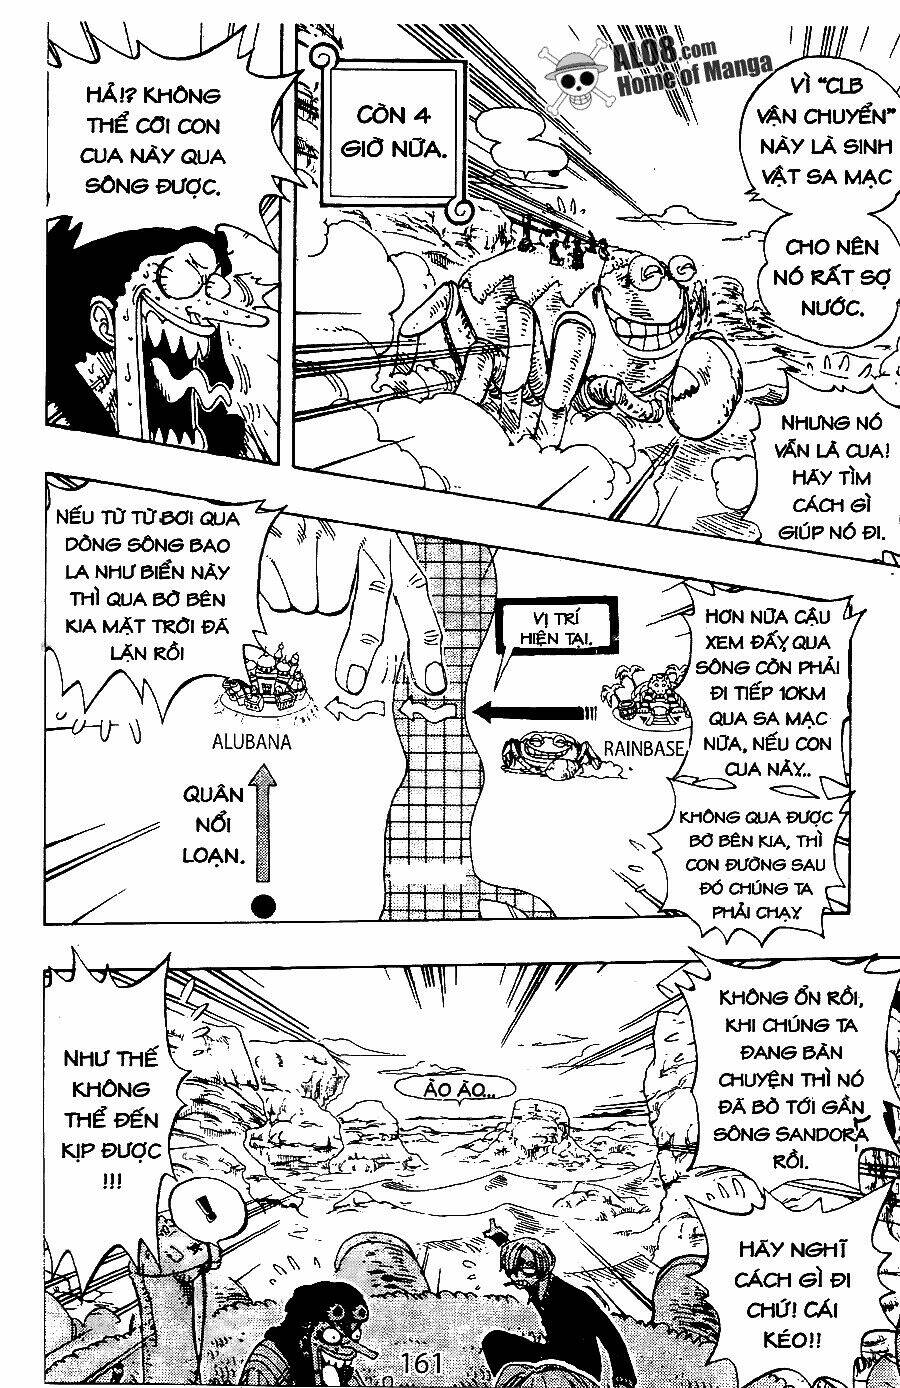 AL08.com
Home of Manga
VÌ "CLB
VẬN CHUYỂN"
NÀY LÀ SINH
VẬT SA MẠC
CHO NÊN
NÓ RẤT SỢ
NƯỚC.
NHƯNG NÓ
VẪN LÀ CUA!
HÃY TÌM
CÁCH GÌ
GIÚP NÓ ĐI.
CÒN 4
GIỜ NỮA.
HẢ!? KHÔNG
THỂ CỠI CON
CUA NÀY QUA
SÔNG ĐƯỢC.
HƠN NỮA CẬU
XEM ĐẤY, QUA
SÔNG CÒN PHẢI
ĐI TIẾP 10KM
QUA SA MẠC
NỮA, NẾU CON
CUA NÀY...
KHÔNG QUA ĐƯỢC
BỜ BÊN KIA, THÌ
CON ĐƯỜNG SAU
ĐÓ CHÚNG TA
PHẢI CHẠY.
VỊ TRÍ
HIỆN TẠI.
RAINBASE
ALUBANA
QUÂN
NỔI
LOẠN.
NẾU TỪ TỪ BƠI QUA
DÒNG SÔNG BAO
LA NHƯ BIỂN NÀY
THÌ QUA BỜ BÊN
KIA MẶT TRỜI ĐÃ
LẶN RỒI
KHÔNG ỔN RỒI,
KHI CHÚNG TA
ĐANG BÀN
CHUYỆN THÌ NÓ
ĐÃ BÒ TỚI GẦN
SÔNG SANDORA
RỒI.
HÃY NGHĨ
CÁCH GÌ ĐI
CHỨ! CÁI
KÉO!!
ÀO ÀO...
NHƯ THẾ
KHÔNG
THỂ ĐẾN
KỊP ĐƯỢC
!!!
!
161